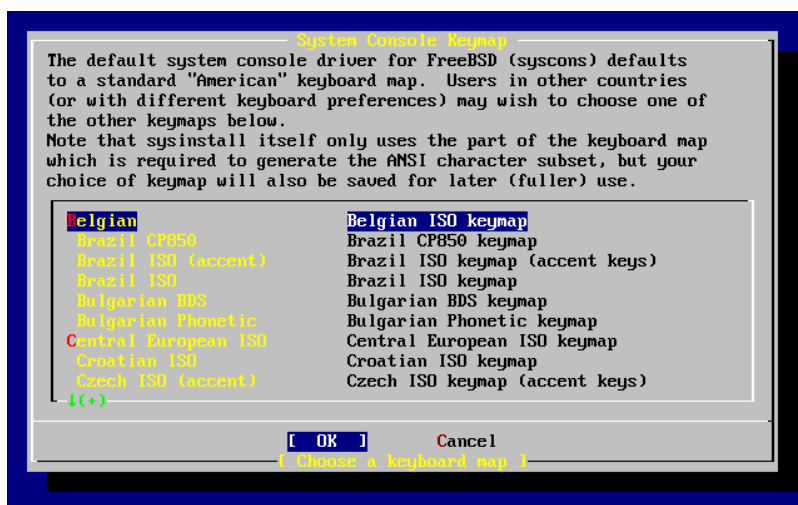 System Console Keymap
The default system console driver for FreeBSD (syscons) defaults
to a standard "American" keyboard map.  Users in other countries
(or with different keyboard preferences) may wish to choose one of
the other keymaps below.
Note that sysinstall itself only uses the part of the keyboard map
which is required to generate the ANSI character subset, but your
choice of keymap will also be saved for later (fuller) use.
Belgian Belgian ISO keymap
Brazil CP850 Brazil CP850 keymap
Brazil ISO (accent) Brazil ISO keymap (accent keys)
Brazil ISO Brazil ISO keymap
Bulgarian BDS Bulgarian BDS keymap
Bulgarian Phonetic Bulgarian Phonetic keymap
Central European ISO Central European ISO keymap
Croatian ISO Croatian ISO keymap
Czech ISO (accent) Czech ISO keymap (accent keys)
↓(+)
[ OK ] Cancel
[ Choose a keyboard map ]